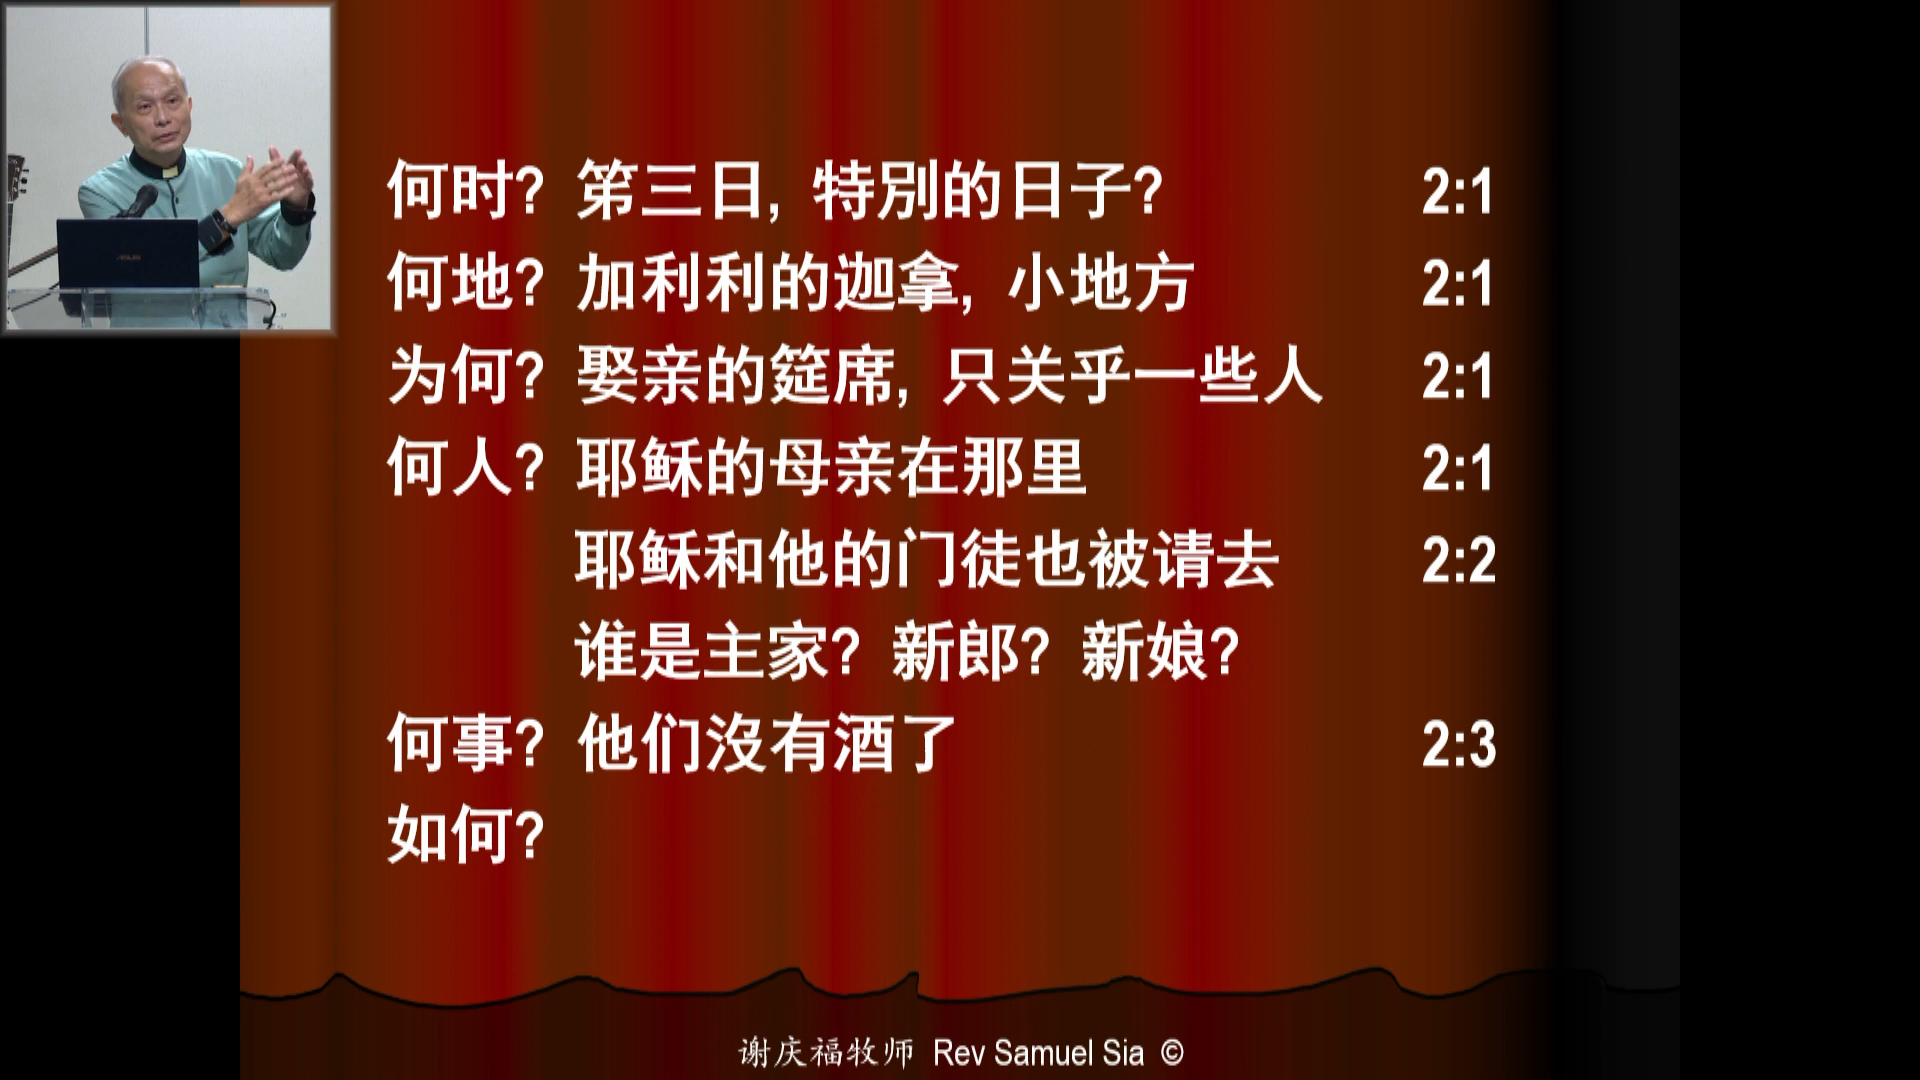 何时? 第三日, 特別的日子? 2:1
何地? 加利利的迦拿, 小地方 2:1
为何? 娶亲的筵席, 只关乎一些人 2:1
何人? 耶稣的母亲在那里 2:1
耶稣和他的门徒也被请去 2:2
谁是主家? 新郎? 新娘?
何事? 他们沒有酒了 2:3
如何?
谢庆福牧师 Rev Samuel Sia ©
ASUS